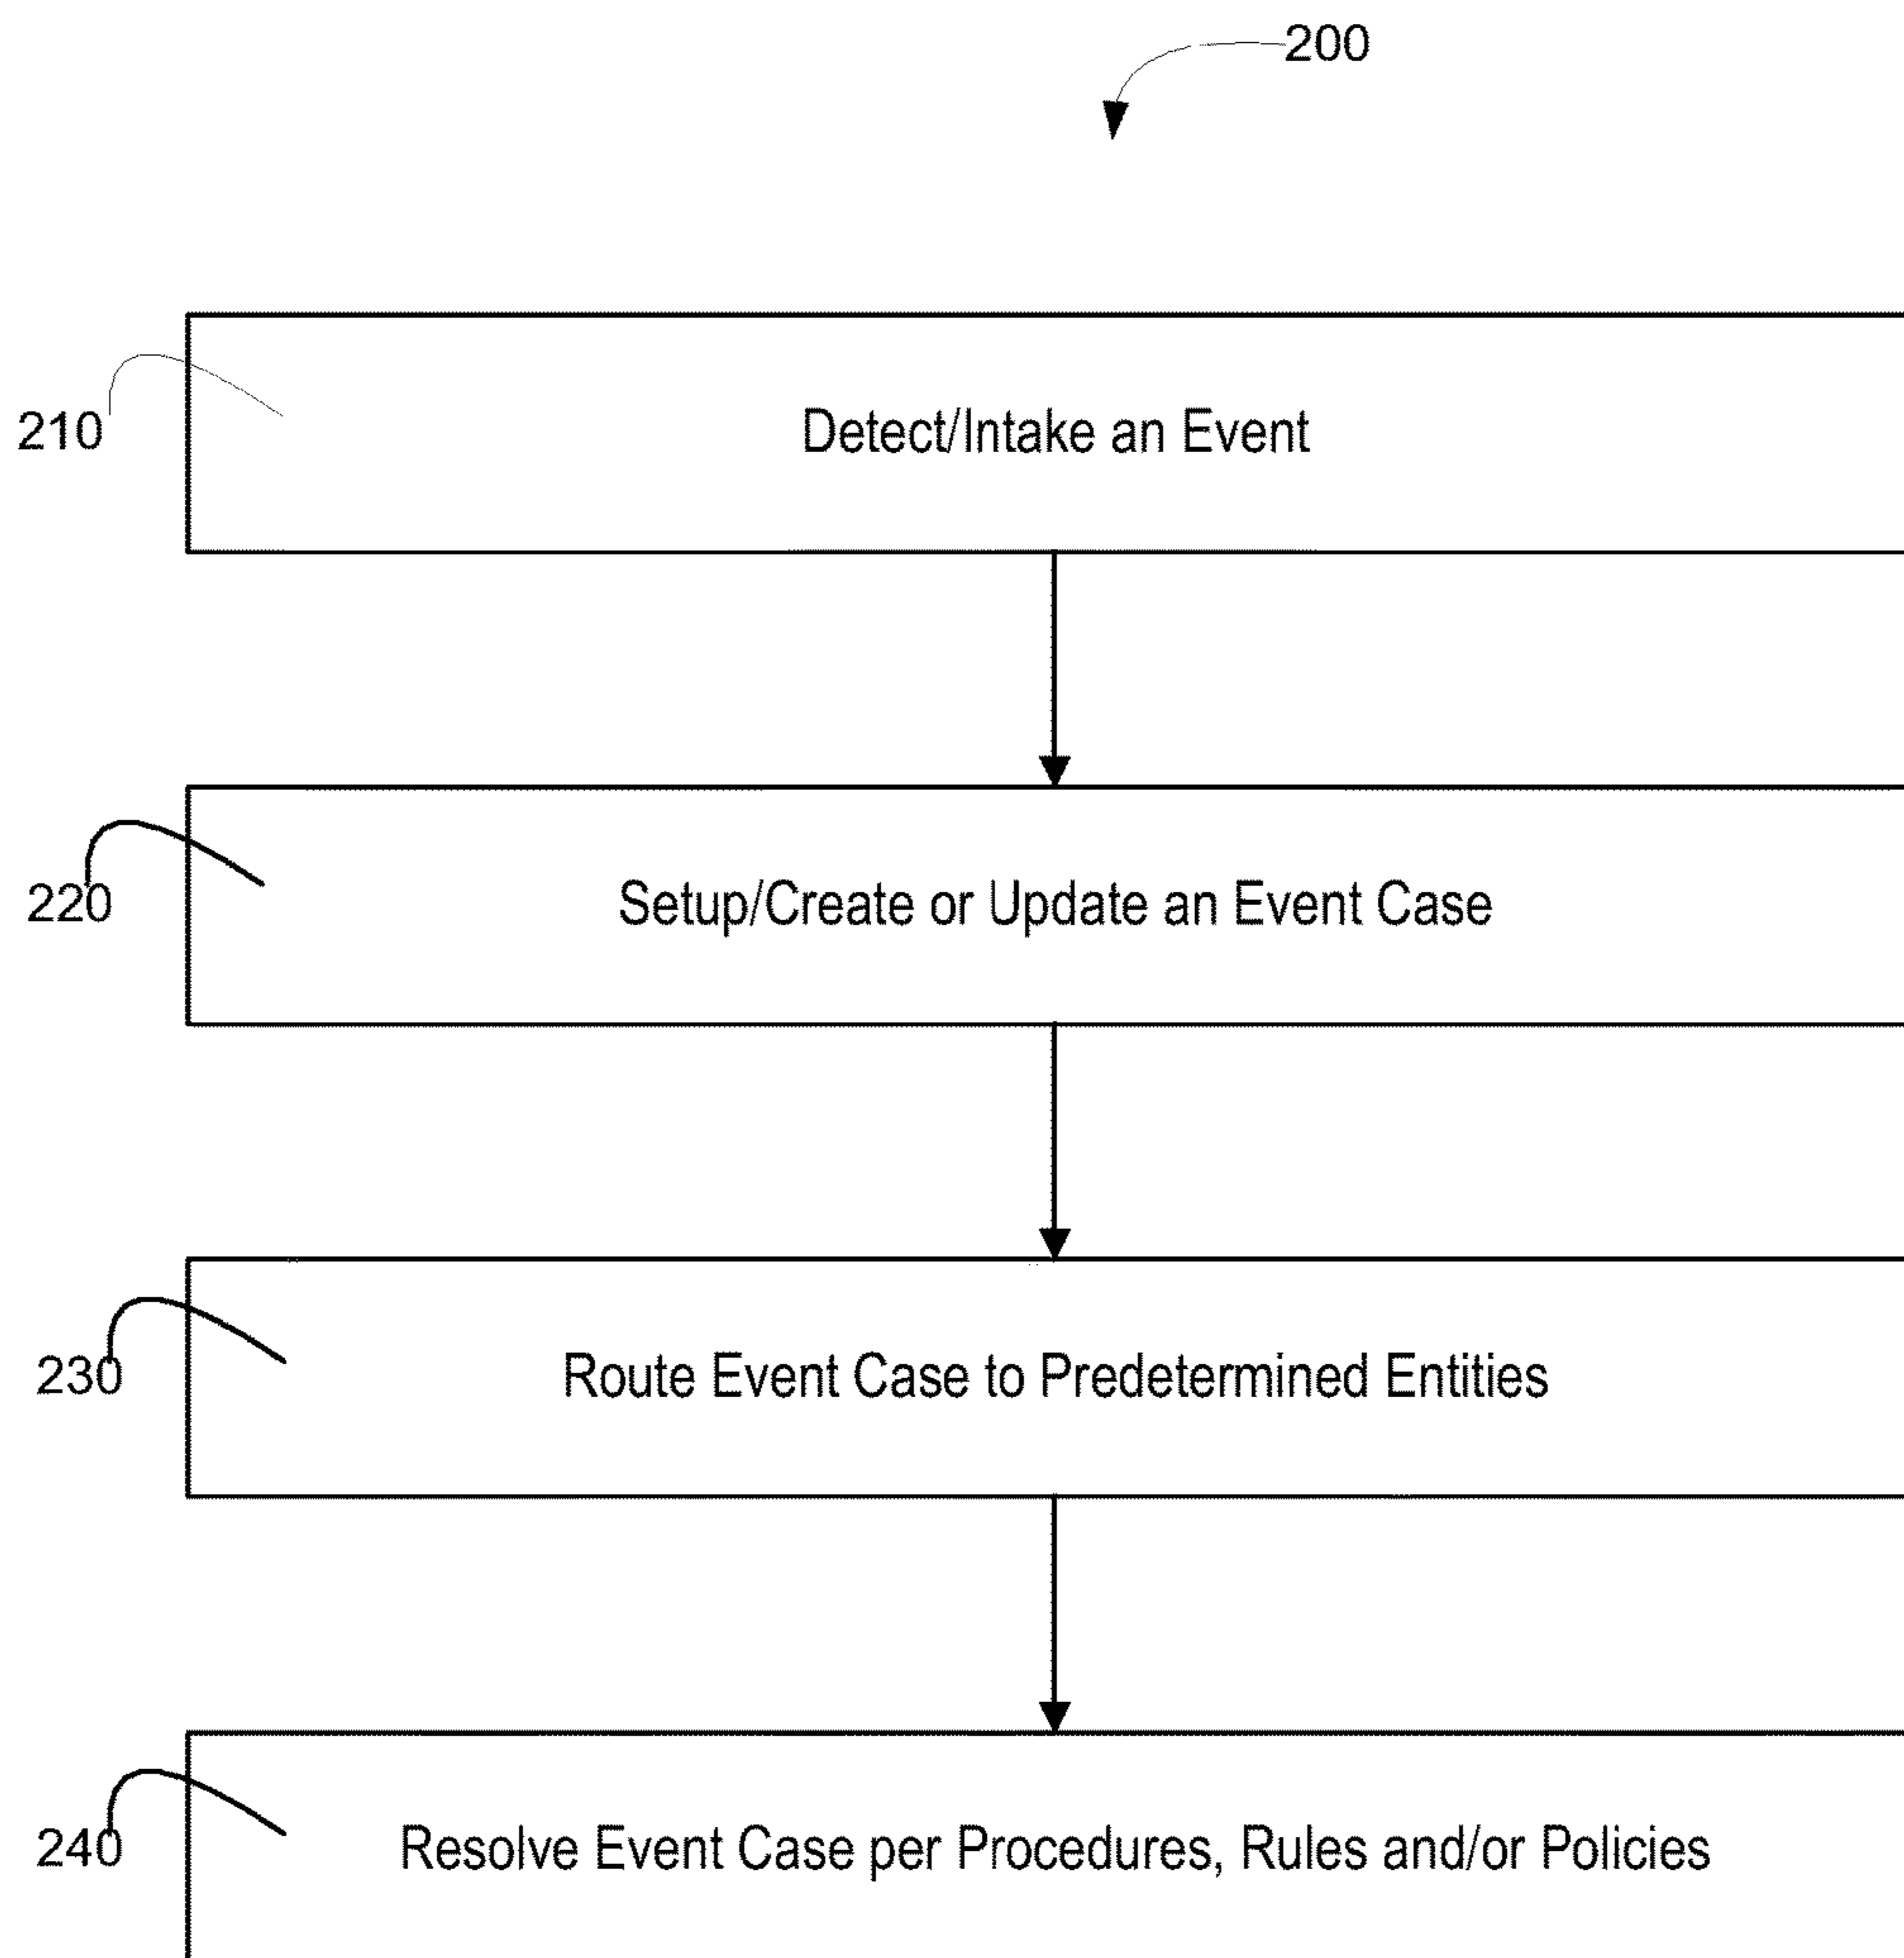 200
210
Detect/Intake an Event
220
Setup/Create or Update an Event Case
230
Route Event Case to Predetermined Entities
240
Resolve Event Case per Procedures, Rules and/or Policies